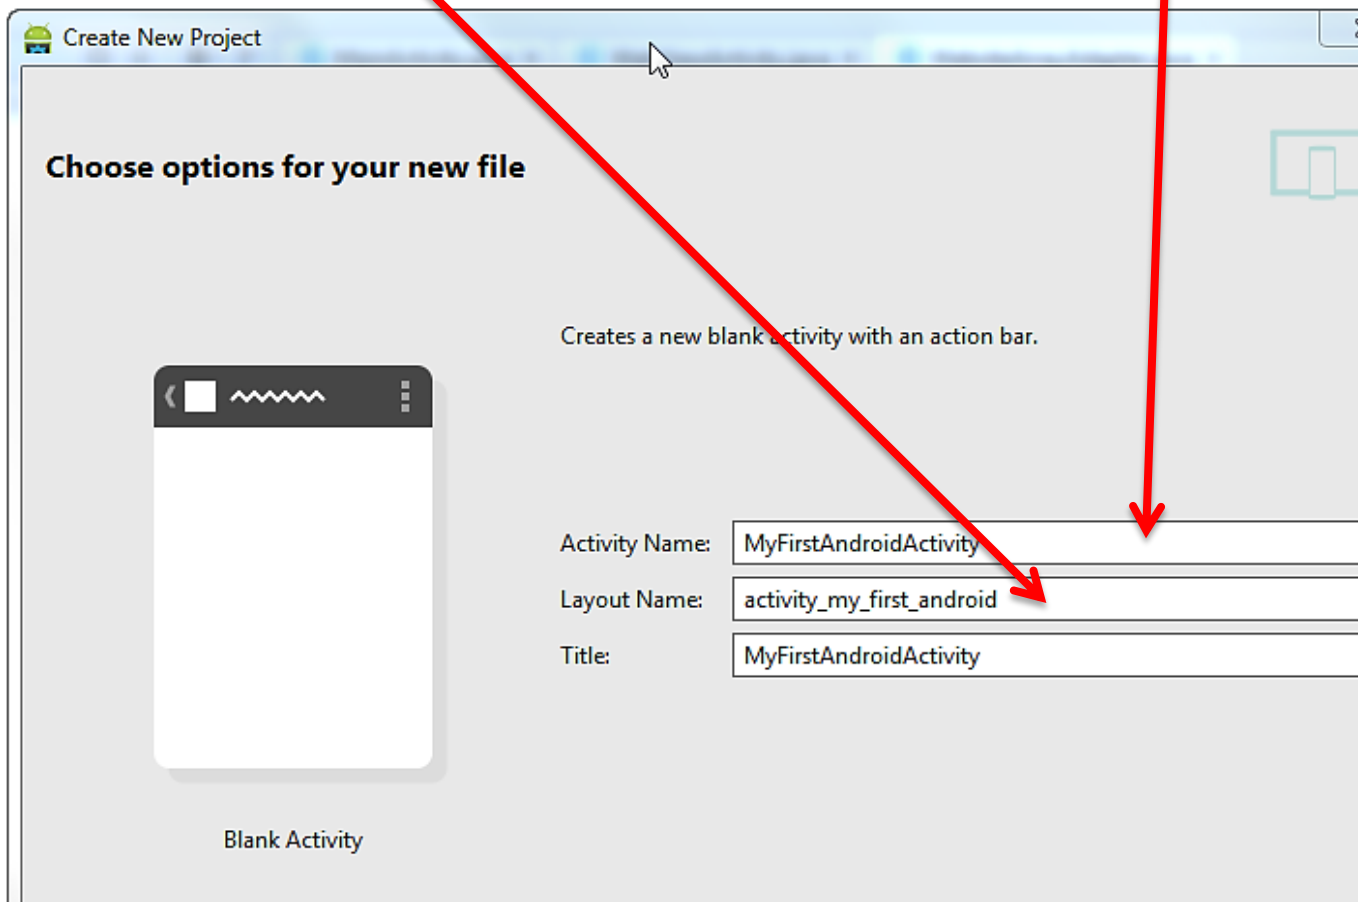 Create New Project
Choose options for your new file
Creates a new blank activity with an action bar.
Activity Name: MyFirstAndroidActivity
Layout Name: activity_my_first_android
Title: MyFirstAndroidActivity
Blank Activity